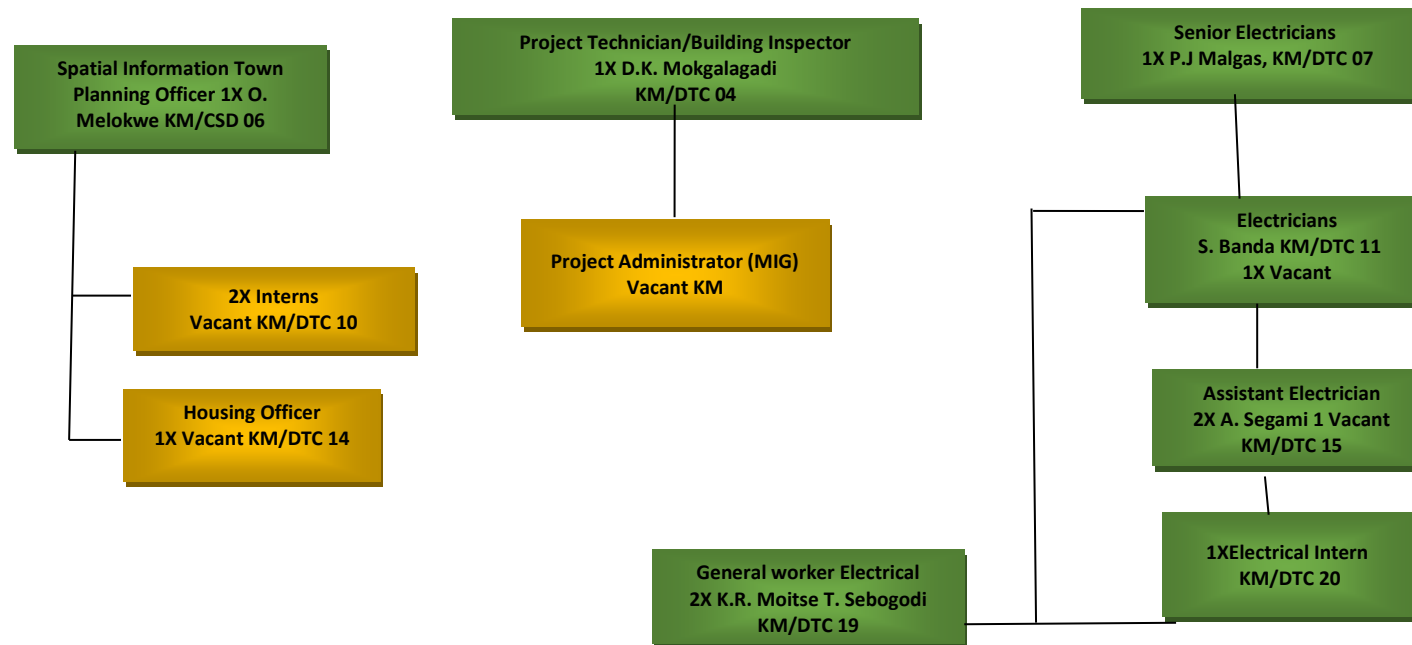 Spatial Information Town
Planning Officer 1X O.
Melokwe KM/CSD 06
Project Technician/Building Inspector
1X D.K. Mokgalagadi
KM/DTC 04
Senior Electricians
1X P.J Malgas, KM/DTC 07
Electricians
S. Banda KM/DTC 11
1X Vacant
Project Administrator (MIG)
Vacant KM
2X Interns
Vacant KM/DTC 10
Housing Officer
1X Vacant KM/DTC 14
Assistant Electrician
2X A. Segami 1 Vacant
KM/DTC 15
1XElectrical Intern
KM/DTC 20
General worker Electrical
2X K.R. Moitse T. Sebogodi
KM/DTC 19